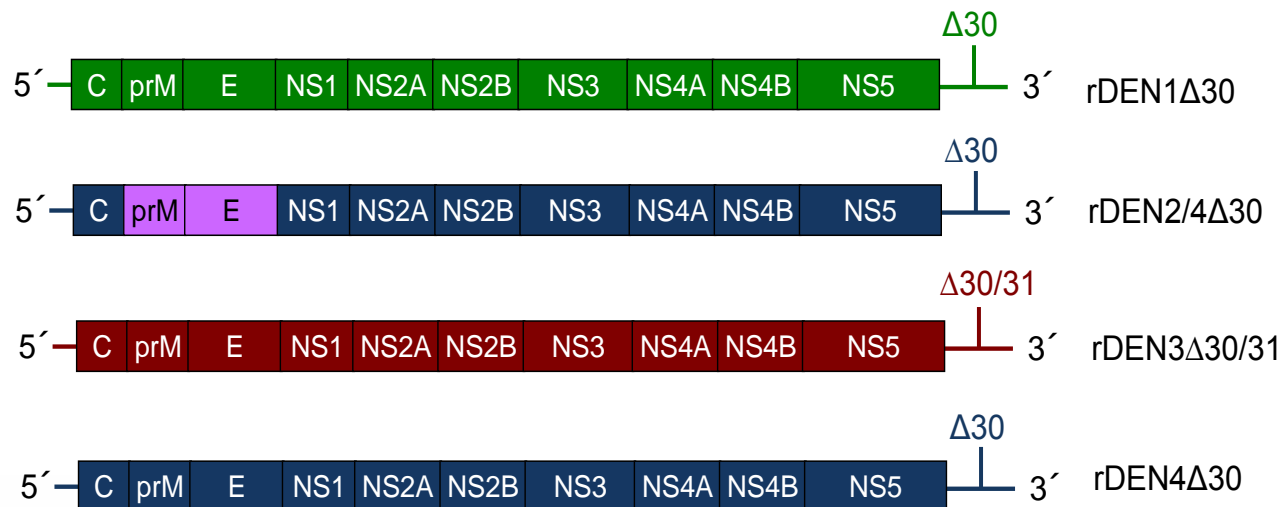 Δ30
5´ C prM E NS1 NS2A NS2B NS3 NS4A NS4B NS5 3´ rDEN1Δ30
Δ30
5´ C prM E NS1 NS2A NS2B NS3 NS4A NS4B NS5 3´ rDEN2/4Δ30
Δ30/31
5´ C prM E NS1 NS2A NS2B NS3 NS4A NS4B NS5 3´ rDEN3Δ30/31
Δ30
5´ C prM E NS1 NS2A NS2B NS3 NS4A NS4B NS5 3´ rDEN4Δ30